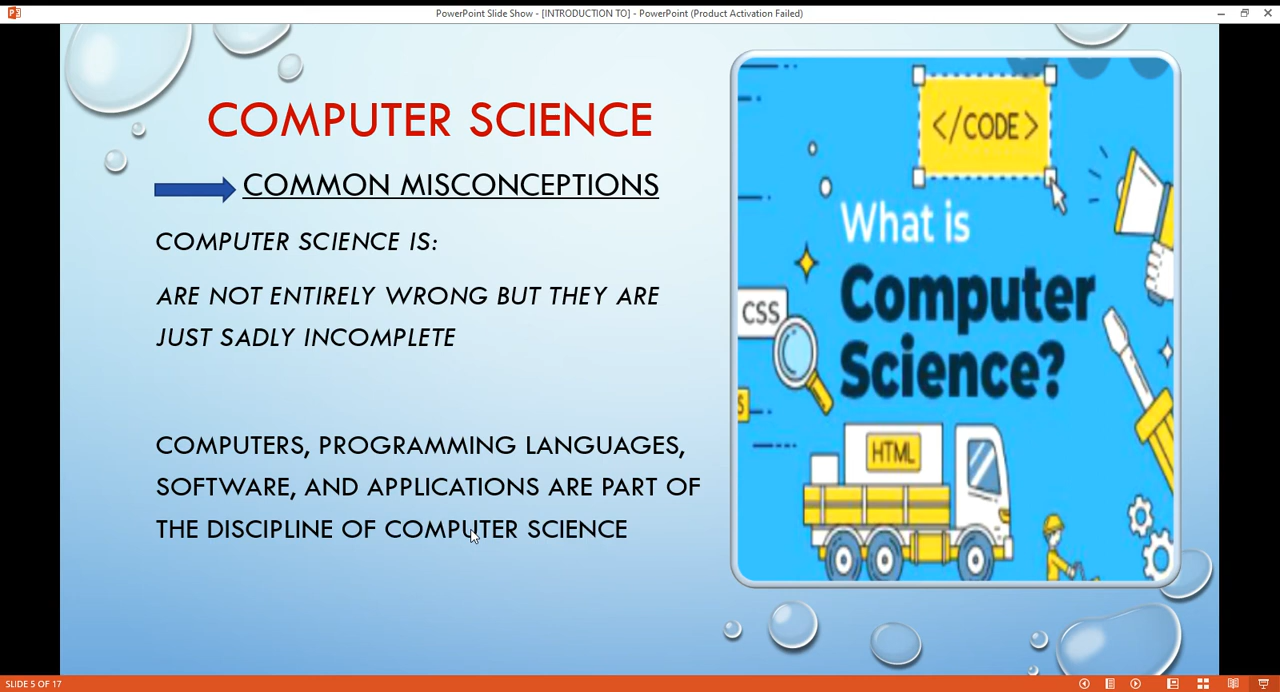 PowerPoint Slide Show - [INTRODUCTION TO] - PowerPoint (Product Activation Failed)
COMPUTER SCIENCE
COMMON MISCONCEPTIONS
COMPUTER SCIENCE IS:
ARE NOT ENTIRELY WRONG BUT THEY ARE
JUST SADLY INCOMPLETE
COMPUTERS, PROGRAMMING LANGUAGES,
SOFTWARE, AND APPLICATIONS ARE PART OF
THE DISCIPLINE OF COMPUTER SCIENCE
</CODE>
What is
Computer
Science?
CSS
S
HTML
SLIDE 5 OF 17